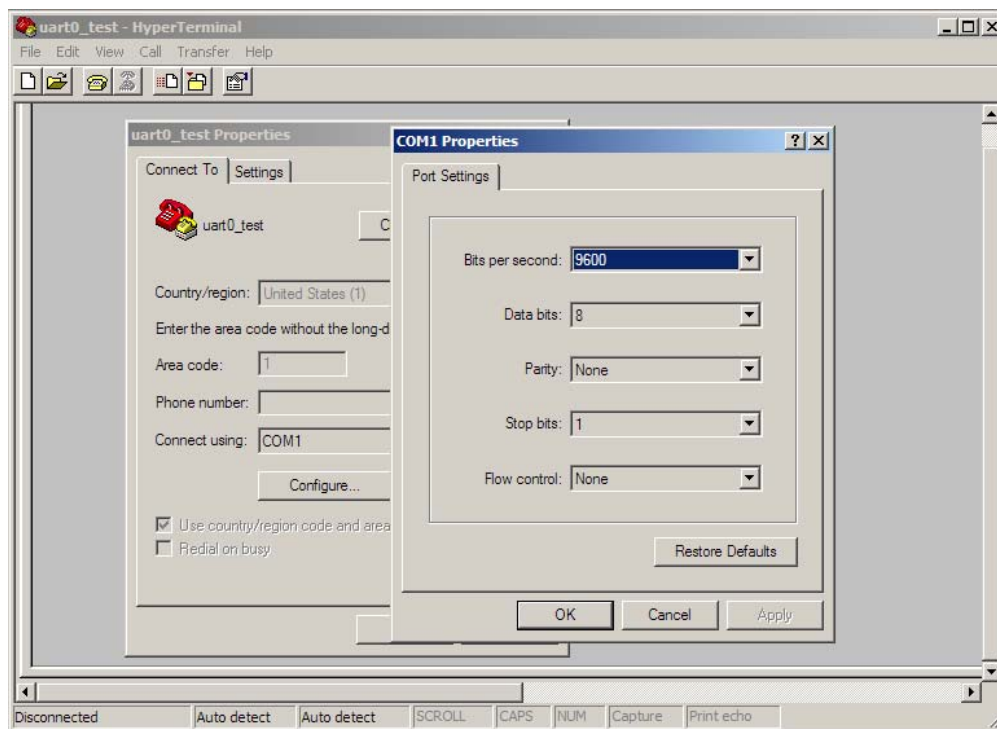 uart0_test - HyperTerminal
File Edit View Call Transfer Help
uart0_test Properties
Connect To Settings
uart0_test
C
Country/region: United States (1)
Enter the area code without the long-d
Area code: 1
Phone number:
Connect using: COM1
Configure...
Use country/region code and area
Redial on busy
COM1 Properties
Port Settings
Bits per second: 9600
Data bits: 8
Parity: None
Stop bits: 1
Flow control: None
Restore Defaults
OK Cancel Apply
Disconnected Auto detect Auto detect SCROLL CAPS NUM Capture Print echo